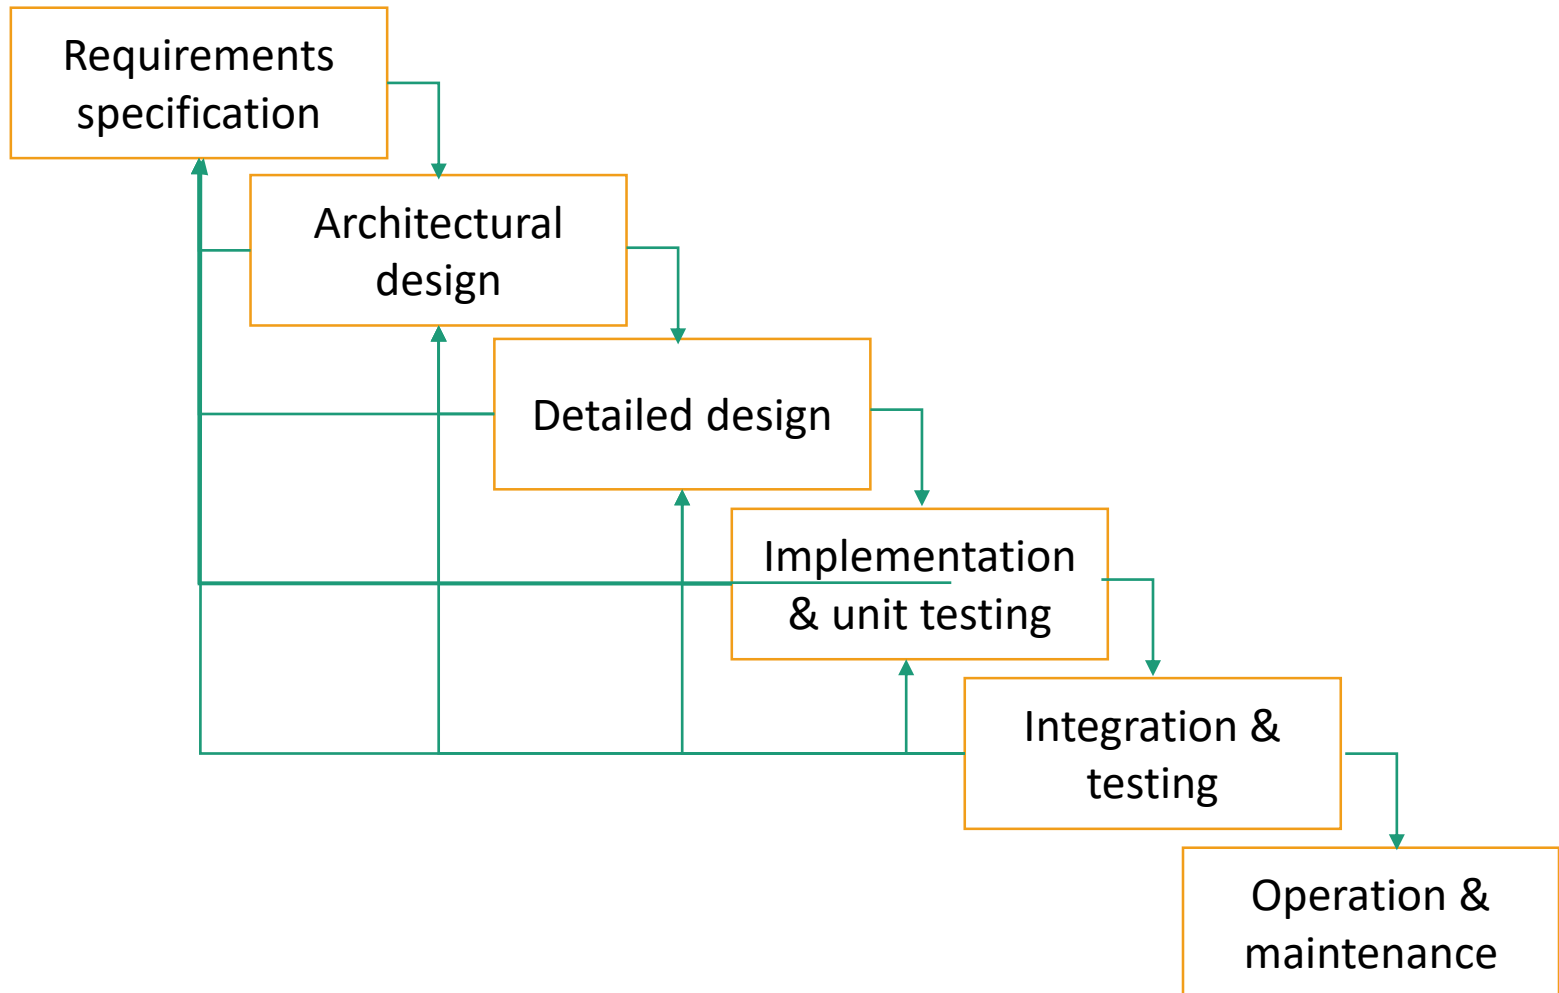 Requirements
specification
Architectural
design
Detailed design
Implementation
& unit testing
Integration &
testing
Operation &
maintenance